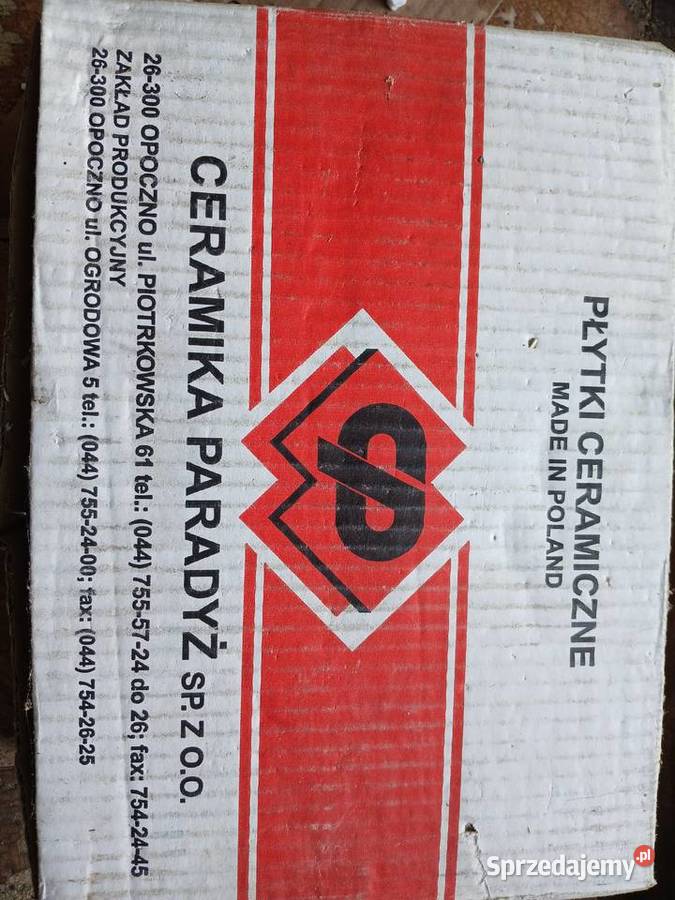 PŁYTKI CERAMICZNE
MADE IN POLAND
CERAMIKA PARADYŻ SP. Z O.O.
26-300 OPOCZNO ul. PIOTRKOWSKA 61 tel.: (044) 755-57-24 do 26; fax: 754-24-45
ZAKŁAD PRODUKCYJNY
26-300 OPOCZNO ul. OGRODOWA 5 tel.: (044) 755-24-00; fax: (044) 754-26-25
Sprzedajemy.pl